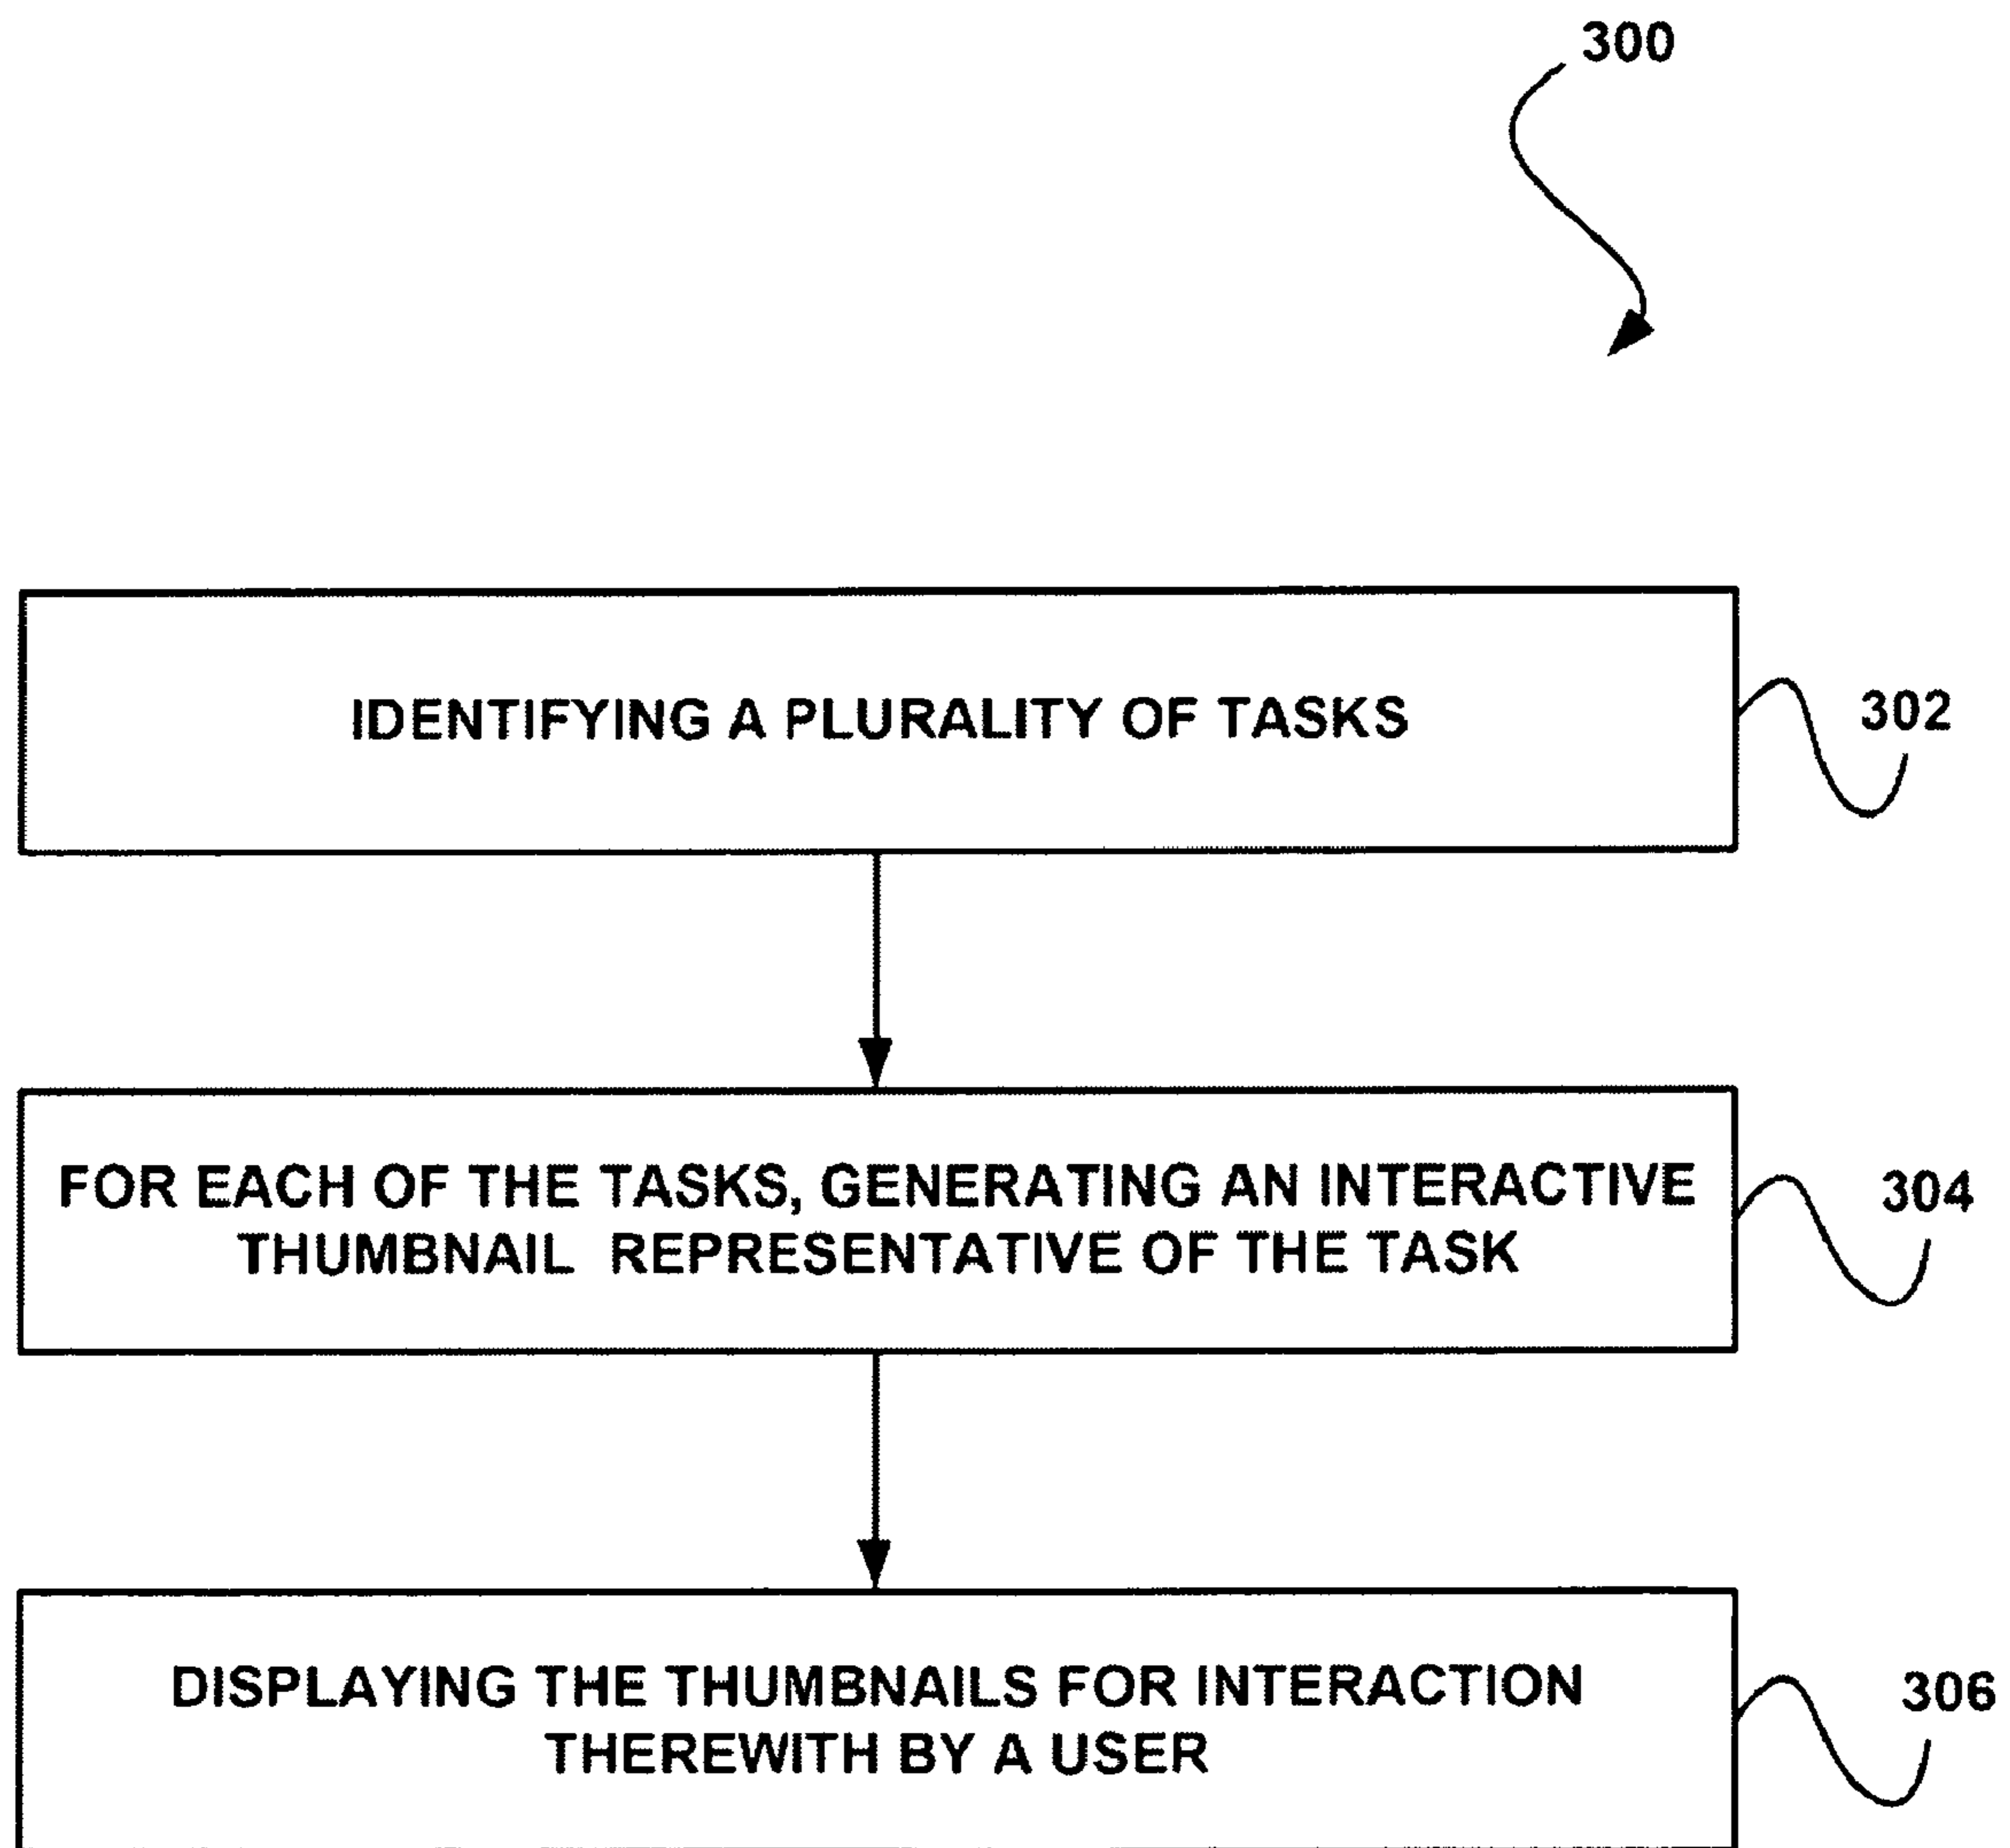 300
IDENTIFYING A PLURALITY OF TASKS
302
FOR EACH OF THE TASKS, GENERATING AN INTERACTIVE
THUMBNAIL REPRESENTATIVE OF THE TASK
304
DISPLAYING THE THUMBNAILS FOR INTERACTION
THEREWITH BY A USER
306